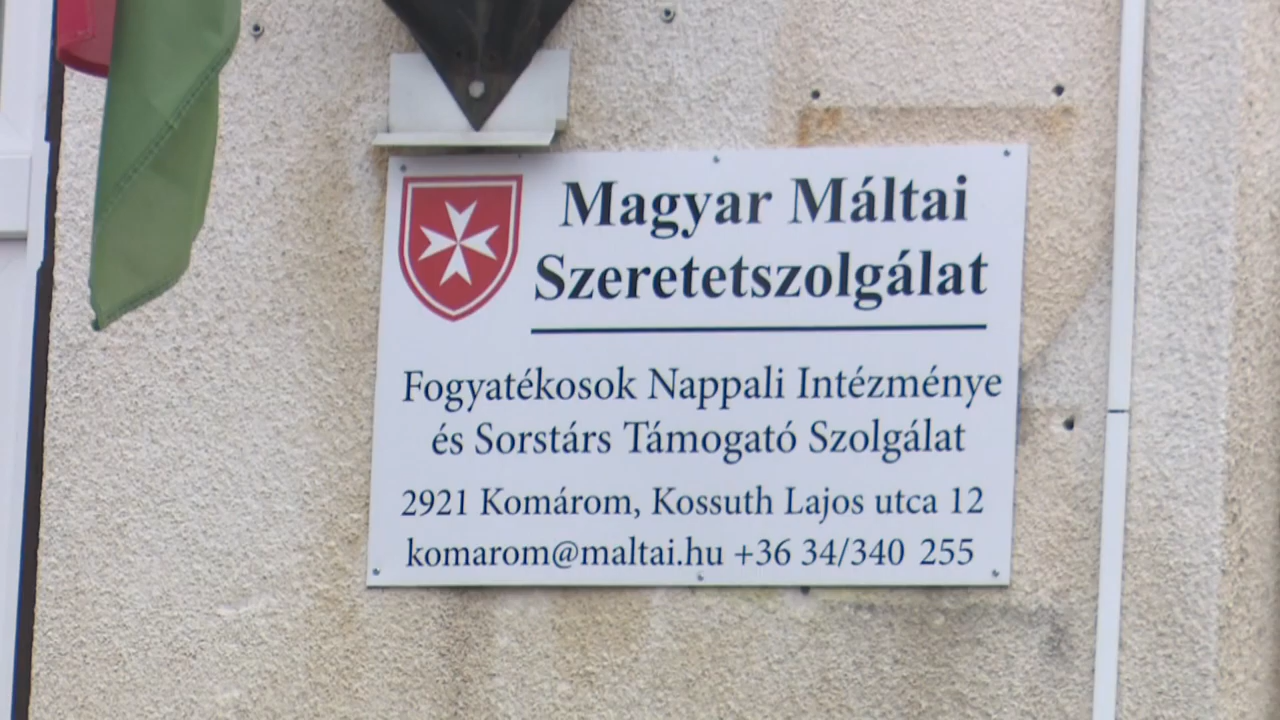 Magyar Máltai
Szeretetszolgálat
Fogyatékosok Nappali Intézménye
és Sorstárs Támogató Szolgálat
2921 Komárom, Kossuth Lajos utca 12
komarom@maltai.hu +36 34/340 255